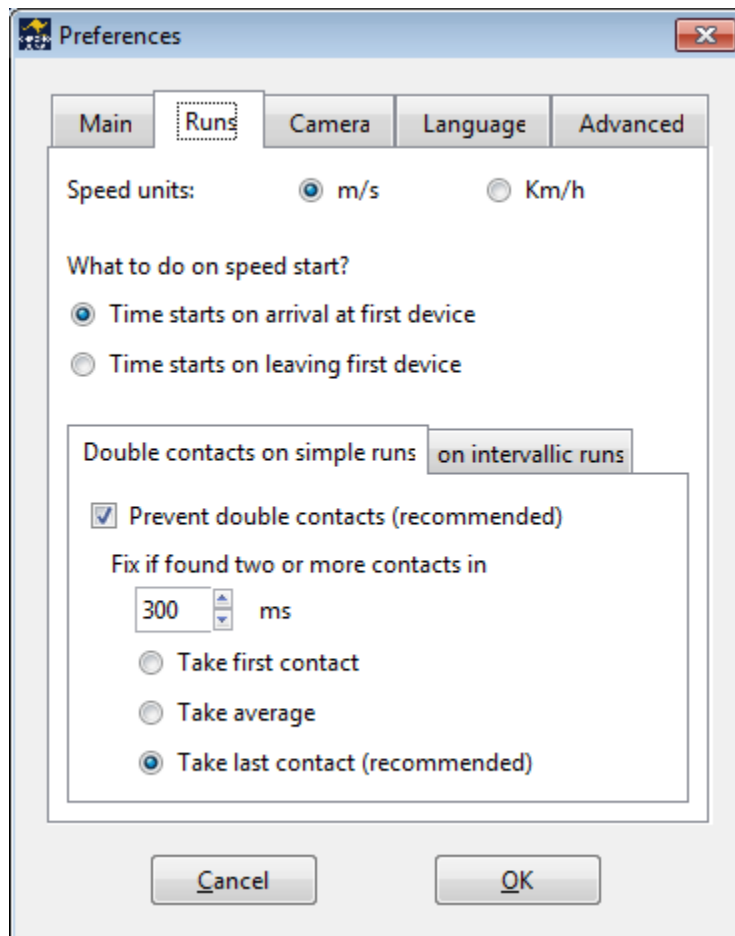 Preferences
Main Runs Camera Language Advanced
Speed units: m/s Km/h
What to do on speed start?
Time starts on arrival at first device
Time starts on leaving first device
Double contacts on simple runs on intervallic runs
Prevent double contacts (recommended)
Fix if found two or more contacts in
300 ms
Take first contact
Take average
Take last contact (recommended)
Cancel OK